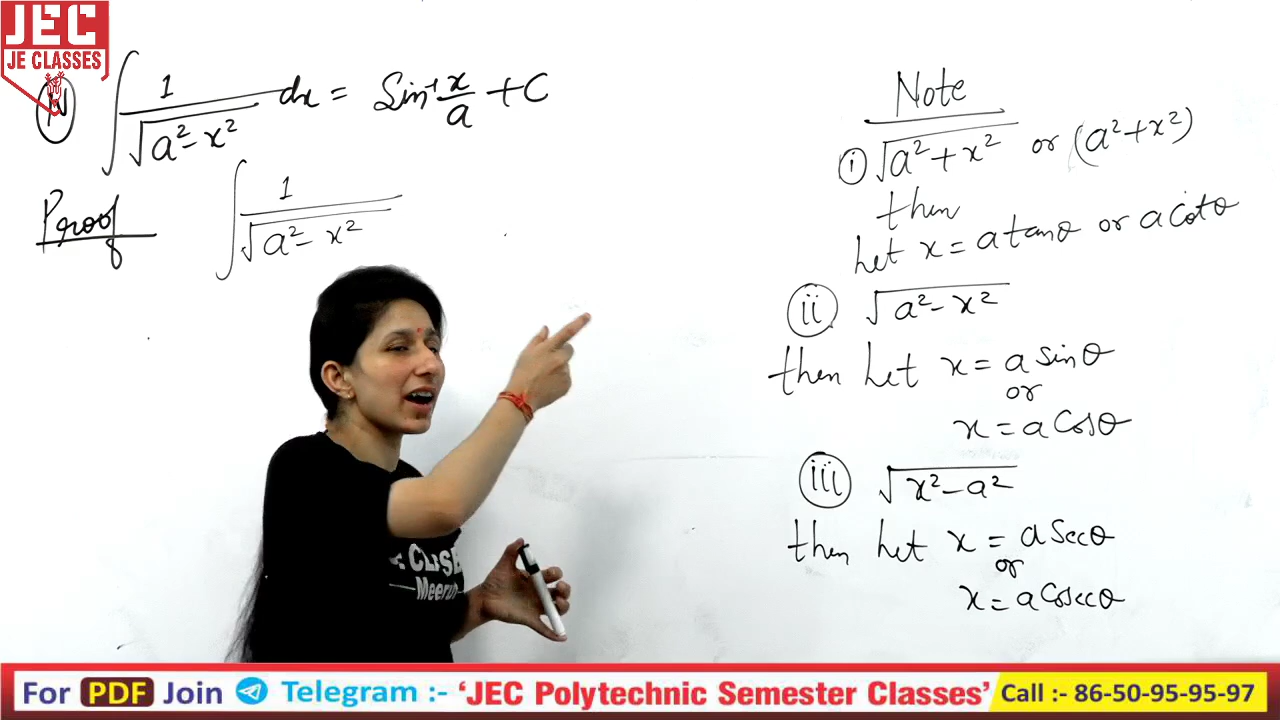 JEC
JE CLASSES
∫ 1/√(a²-x²) dx = Sin⁻¹ x/a + C
Proof ∫ 1/√(a²-x²)
Note
(i) √(a²+x²) or (a²+x²)
then
Let x = a tanθ or a cotθ
(ii) √(a²-x²)
then Let x = a sinθ
or
x = a Cosθ
(iii) √(x²-a²)
then Let x = a Secθ
or
x = a Cosecθ
CLASSE
Meerut
For PDF Join Telegram :- 'JEC Polytechnic Semester Classes' Call :- 86-50-95-95-97